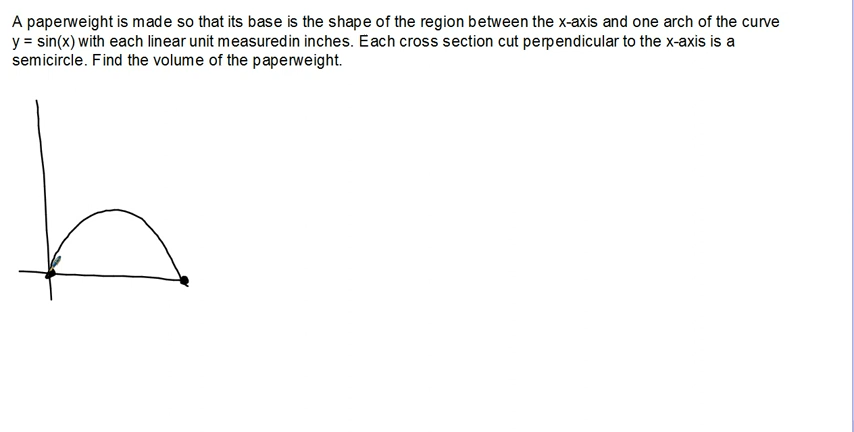 A paperweight is made so that its base is the shape of the region between the x-axis and one arch of the curve
y = sin(x) with each linear unit measured in inches. Each cross section cut perpendicular to the x-axis is a
semicircle. Find the volume of the paperweight.